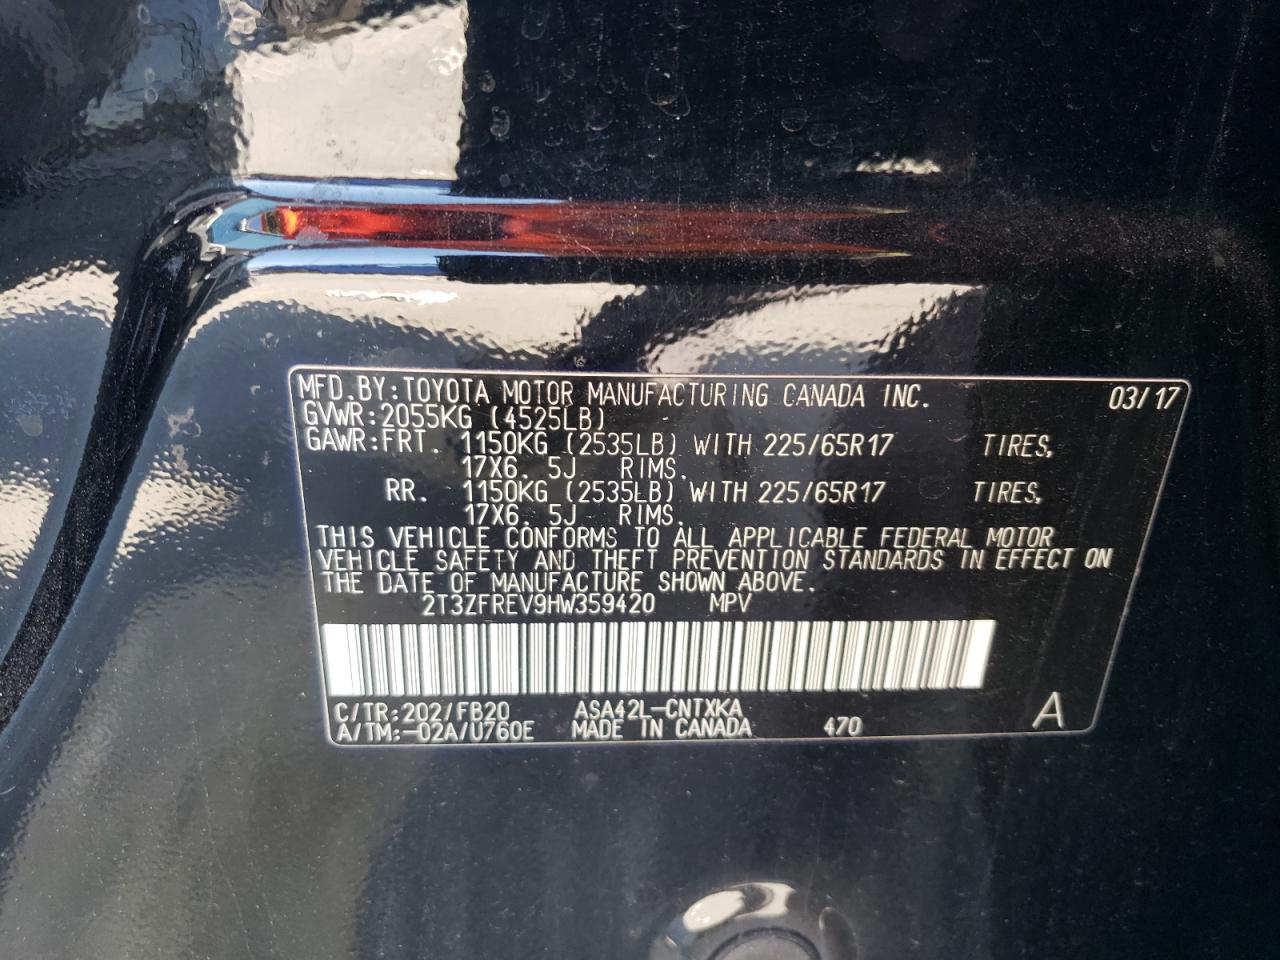 MFD.BY:TOYOTA MOTOR MANUFACTURING CANADA INC. 03/17
GVWR:2055KG (4525LB)
GAWR:FRT. 1150KG (2535LB) WITH 225/65R17 TIRES,
17X6. 5J RIMS.
RR. 1150KG (2535LB) WITH 225/65R17 TIRES,
17X6. 5J RIMS.
THIS VEHICLE CONFORMS TO ALL APPLICABLE FEDERAL MOTOR
VEHICLE SAFETY AND THEFT PREVENTION STANDARDS IN EFFECT ON
THE DATE OF MANUFACTURE SHOWN ABOVE.
2T3ZFREV9HW359420 MPV
C/TR:202/FB20 ASA42L-CNTXKA
A/TM:-02A/U760E MADE IN CANADA 470 A